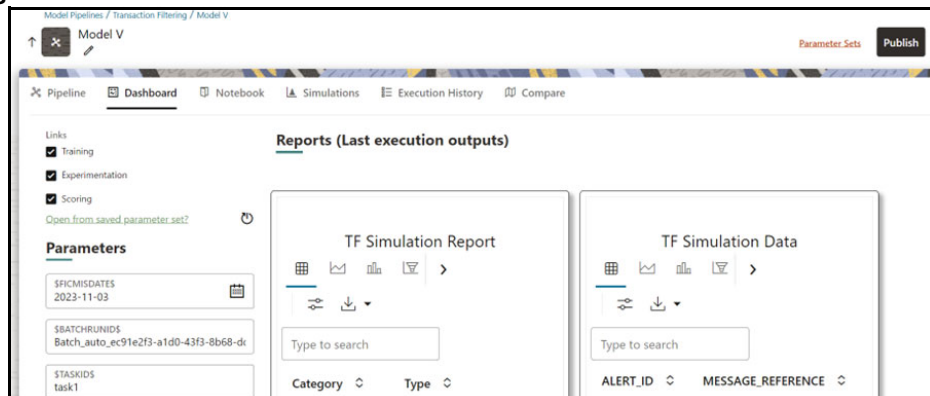 Model Pipelines / Transaction Filtering / Model V
Model V
Parameter Sets
Publish
Pipeline
Dashboard
Notebook
Simulations
Execution History
Compare
Links
Training
Experimentation
Scoring
Open from saved parameter set?
Parameters
$FICMISDATE$
2023-11-03
$BATCHRUNID$
Batch_auto_ec91e2f3-a1d0-43f3-8b68-dc
$TASKID$
task1
Reports (Last execution outputs)
TF Simulation Report
Type to search
Category
Type
TF Simulation Data
Type to search
ALERT_ID
MESSAGE_REFERENCE